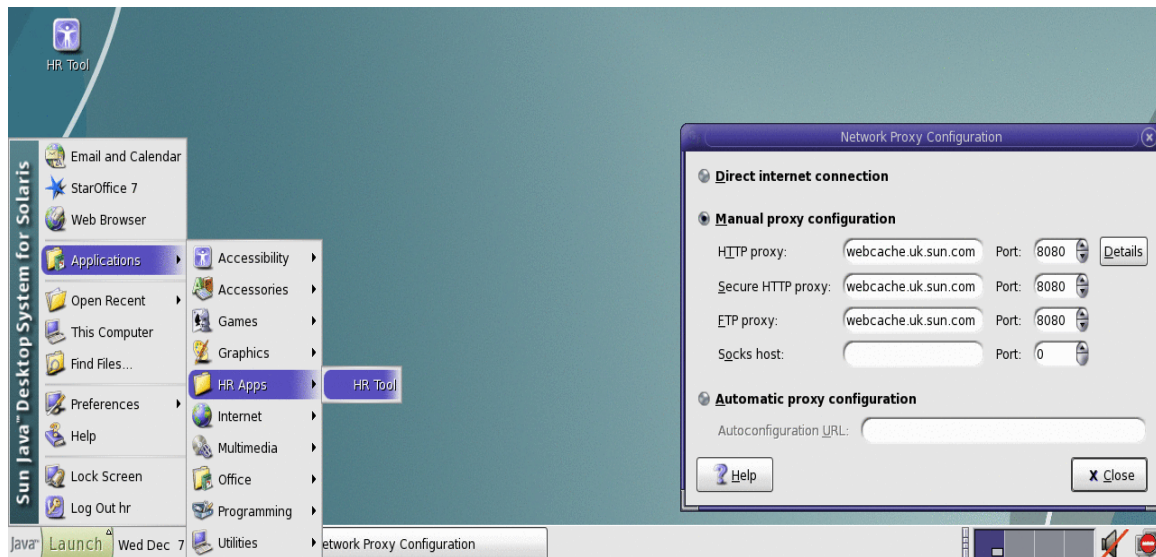 HR Tool
Sun Java™ Desktop System for Solaris
Email and Calendar
StarOffice 7
Web Browser
Applications
Open Recent
This Computer
Find Files...
Preferences
Help
Lock Screen
Log Out hr
Accessibility
Accessories
Games
Graphics
HR Apps
Internet
Multimedia
Office
Programming
Utilities
HR Tool
Network Proxy Configuration
Direct internet connection
Manual proxy configuration
HTTP proxy: webcache.uk.sun.com Port: 8080 Details
Secure HTTP proxy: webcache.uk.sun.com Port: 8080
FTP proxy: webcache.uk.sun.com Port: 8080
Socks host: Port: 0
Automatic proxy configuration
Autoconfiguration URL:
Help
X Close
Java™ Launch Wed Dec 7 etwork Proxy Configuration